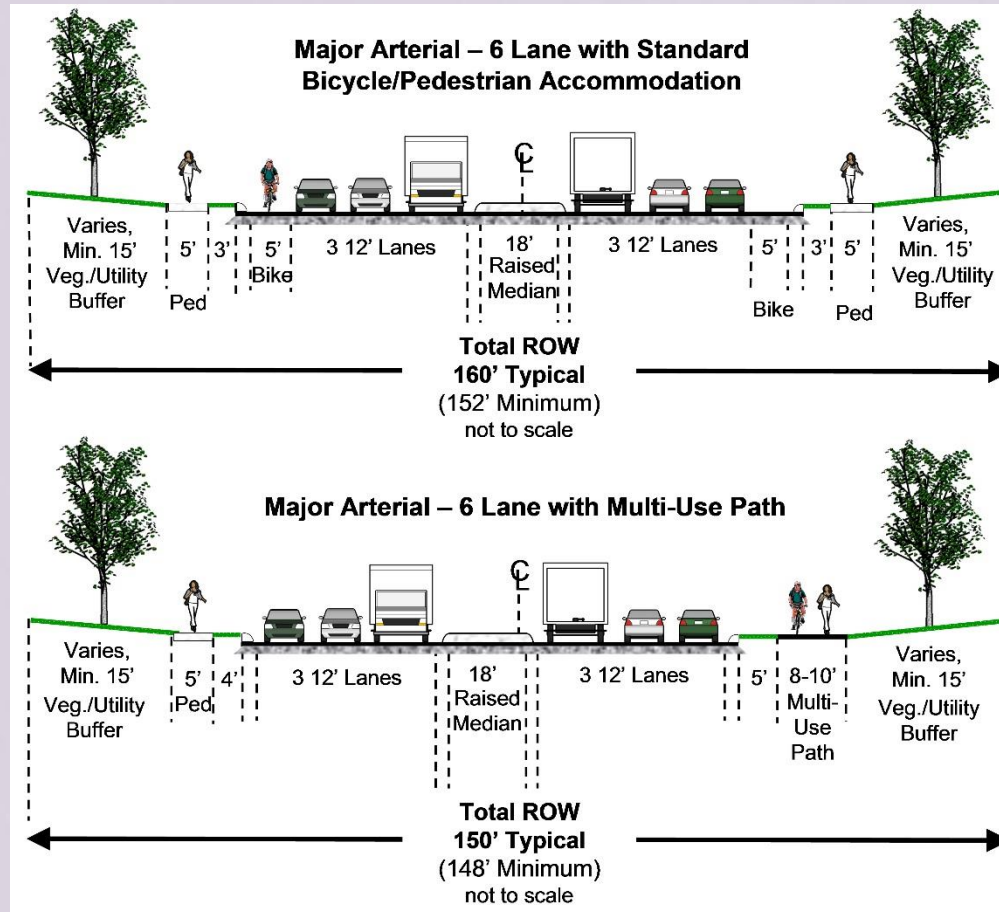 Major Arterial – 6 Lane with Standard
Bicycle/Pedestrian Accommodation
℄
Varies,
Min. 15’
Veg./Utility
Buffer
5’
Ped
3’
5’
Bike
3 12’ Lanes
18’
Raised
Median
3 12’ Lanes
5’
Bike
3’
5’
Ped
Varies,
Min. 15’
Veg./Utility
Buffer
Total ROW
160’ Typical
(152’ Minimum)
not to scale
Major Arterial – 6 Lane with Multi-Use Path
℄
Varies,
Min. 15’
Veg./Utility
Buffer
5’
Ped
4’
3 12’ Lanes
18’
Raised
Median
3 12’ Lanes
5’
8-10’
Multi-
Use
Path
Varies,
Min. 15’
Veg./Utility
Buffer
Total ROW
150’ Typical
(148’ Minimum)
not to scale